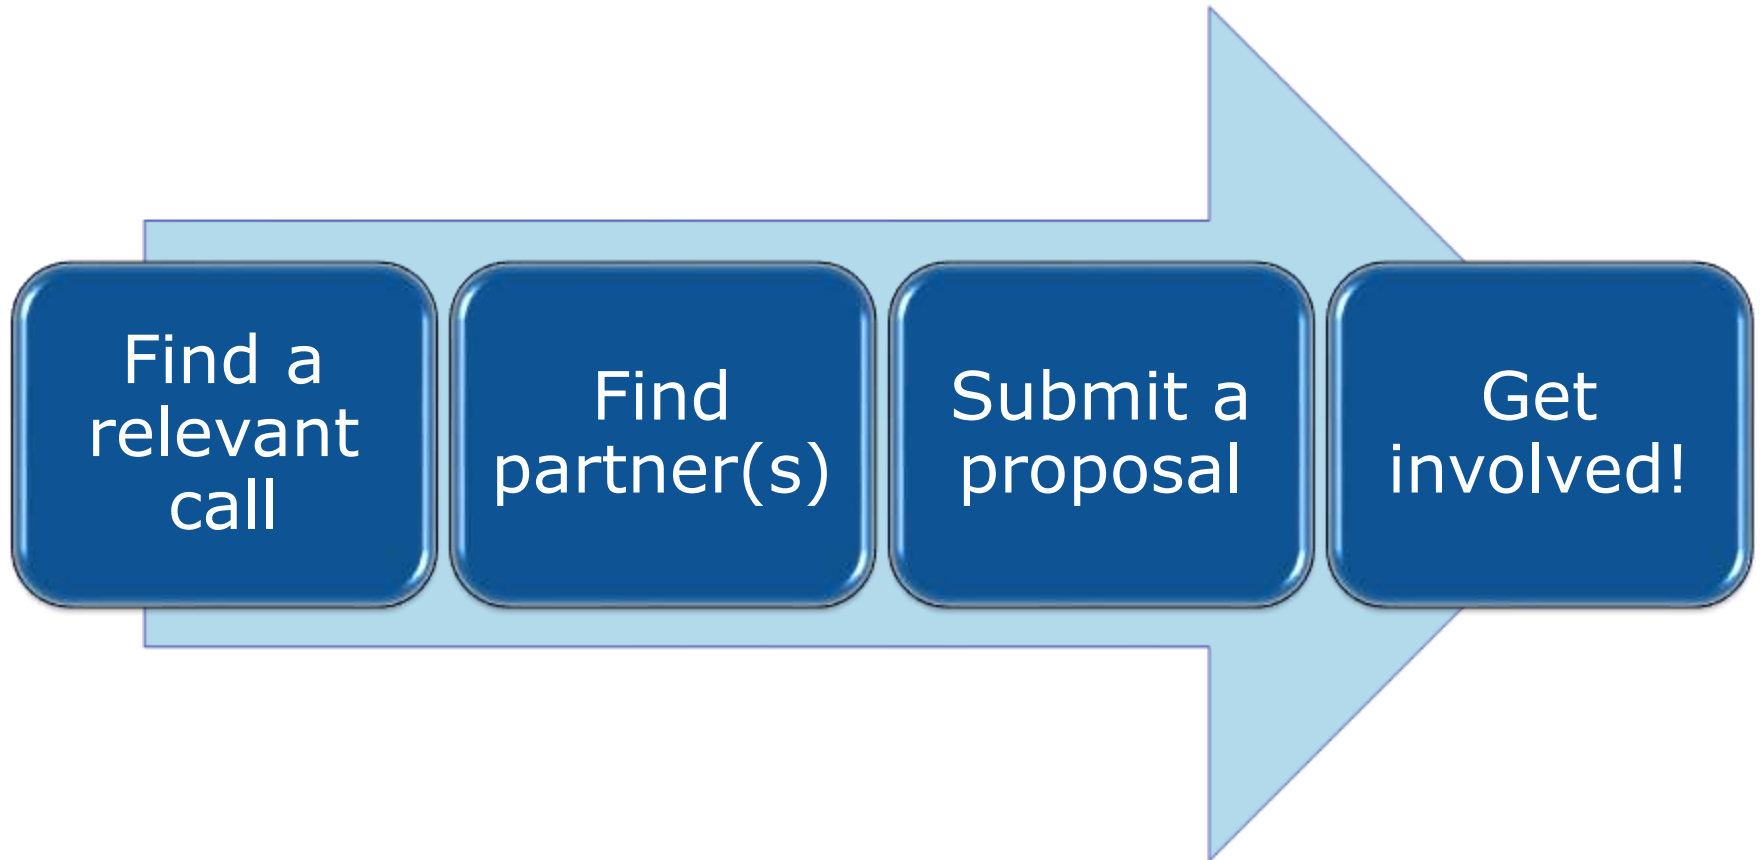 Find a
relevant
call
Find
partner(s)
Submit a
proposal
Get
involved!